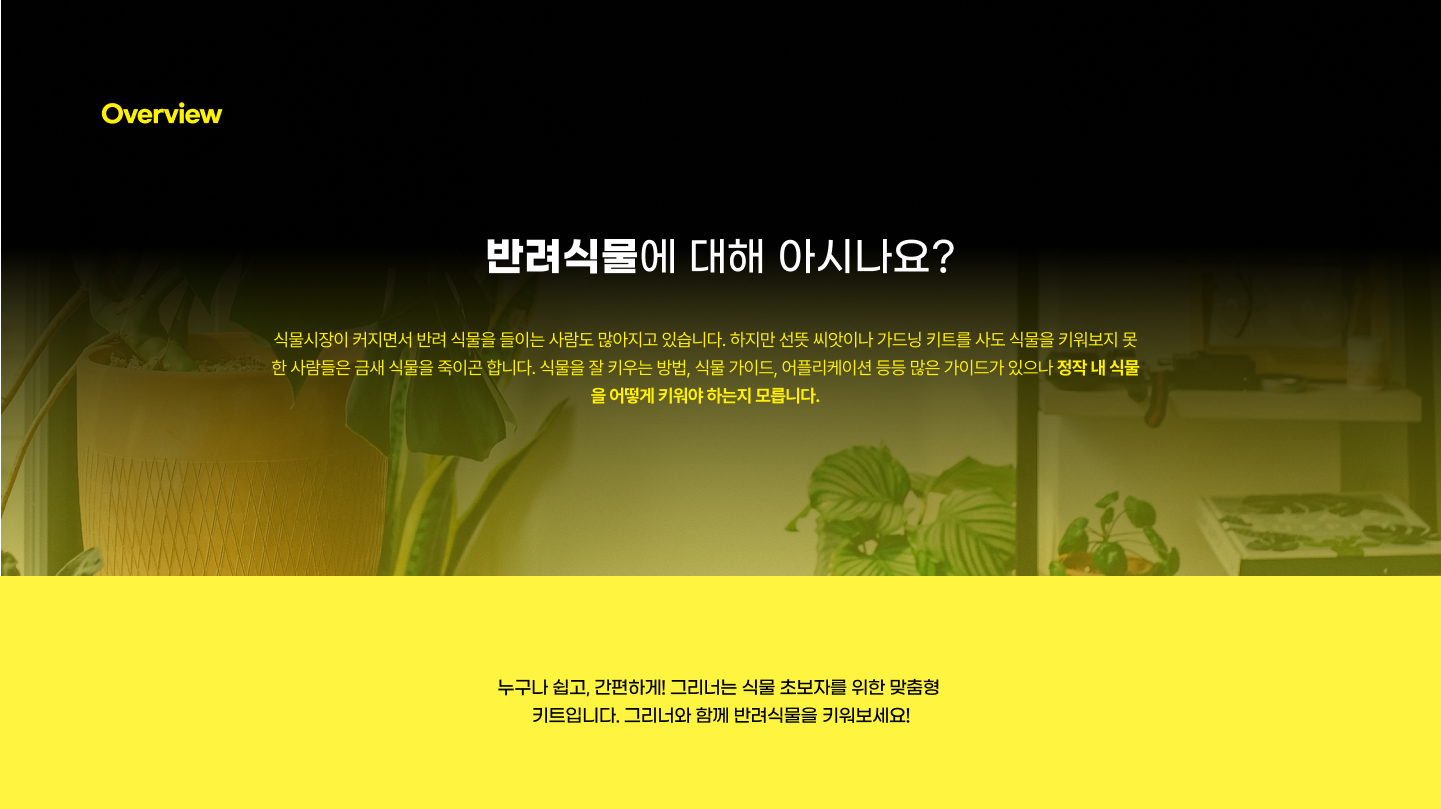 Overview
반려식물에 대해 아시나요?
식물시장이 커지면서 반려 식물을 들이는 사람도 많아지고 있습니다. 하지만 선뜻 씨앗이나 가드닝 키트를 사도 식물을 키워보지 못
한 사람들은 금새 식물을 죽이곤 합니다. 식물을 잘 키우는 방법, 식물 가이드, 어플리케이션 등등 많은 가이드가 있으나 정작 내 식물
을 어떻게 키워야 하는지 모릅니다.
누구나 쉽고, 간편하게! 그리너는 식물 초보자를 위한 맞춤형
키트입니다. 그리너와 함께 반려식물을 키워보세요!